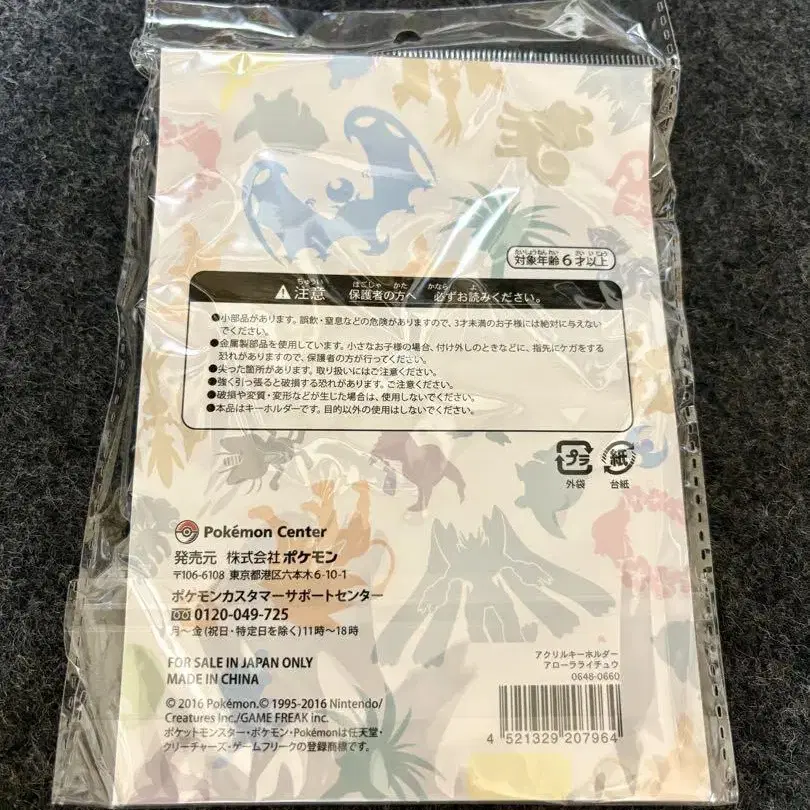 たいしょうねんれい さいいじょう
対象年齢6才以上
ちゅうい ほごしゃ かた かなら よ
注意 保護者の方へ 必ずお読みください。
●小部品があります。誤飲・窒息などの危険がありますので、3才未満のお子様には絶対に与えない
でください。
●金属製部品を使用しています。小さなお子様の場合、付け外しのときなどに、指先にケガをする
恐れがありますので、保護者の方が行ってください。
●尖った箇所があります。取り扱いにはご注意ください。
●強く引っ張ると破損する恐れがあります。ご注意ください。
●破損や変質・変形などが生じた場合は、使用しないでください。
●本品はキーホルダーです。目的以外の使用はしないでください。
プラ 紙
外袋 台紙
Pokémon Center
発売元 株式会社ポケモン
〒106-6108 東京都港区六本木6-10-1
ポケモンカスタマーサポートセンター
0120-049-725
月~金(祝日・特定日を除く)11時~18時
FOR SALE IN JAPAN ONLY
MADE IN CHINA
©2016 Pokémon.©1995-2016 Nintendo/
Creatures Inc./GAME FREAK inc.
ポケットモンスター・ポケモン・Pokémonは任天堂・
クリーチャーズ・ゲームフリークの登録商標です。
アクリルキーホルダー
アローラライチュウ
0648-0660
4 521329 207964